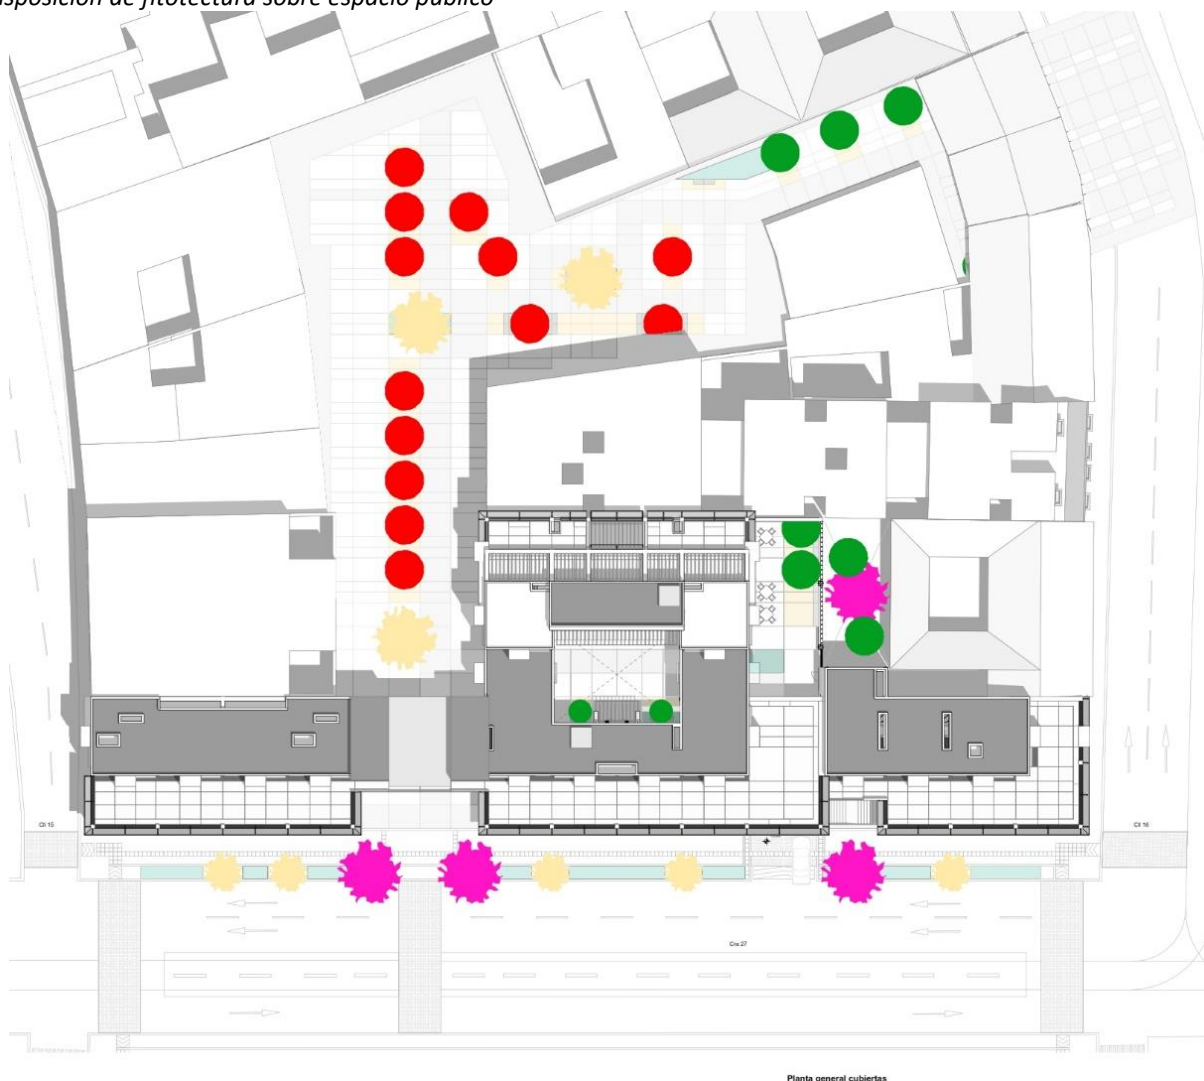 isposición de fitotectura sobre espacio público
Cll 15
Cll 16
Cra 27
Planta general cubiertas